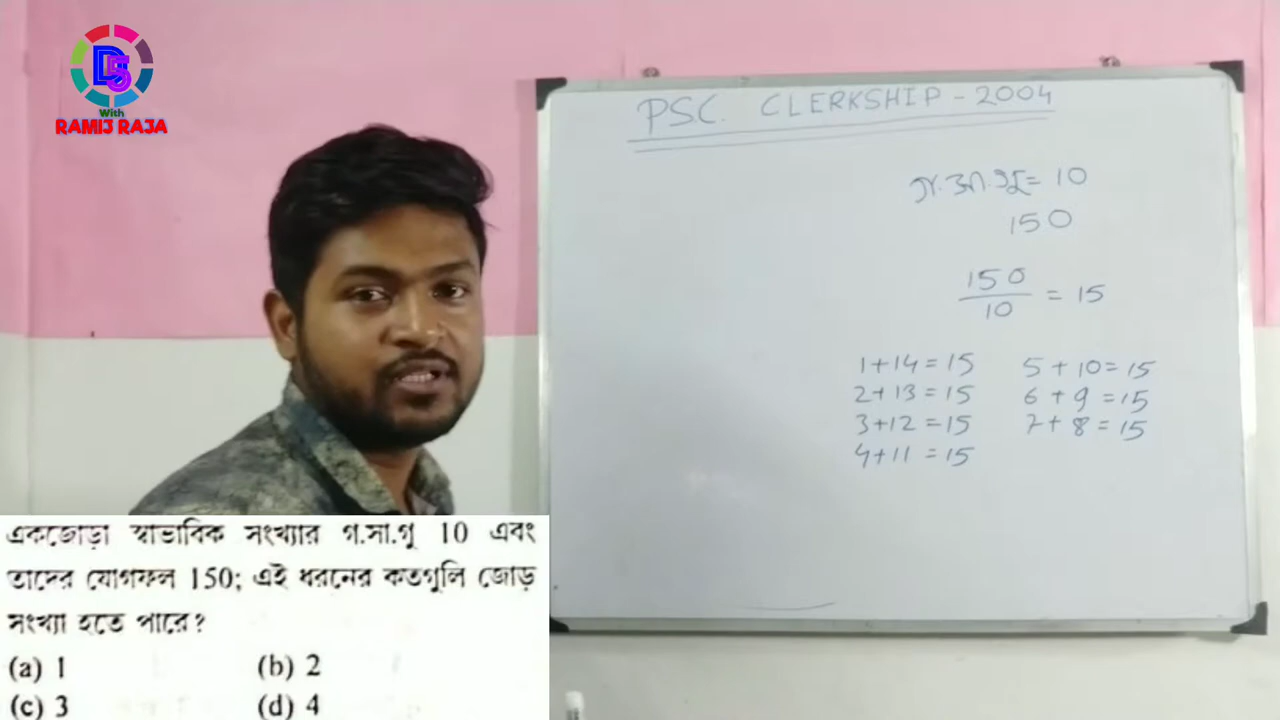 DS
With
RAMIJ RAJA
PSC. CLERKSHIP - 2004
গ.সা.গু= 10
150
150
10
= 15
1+14=15
2+13=15
3+12=15
4+11=15
5+10=15
6+9=15
7+8=15
একজোড়া স্বাভাবিক সংখ্যার গ.সা.গু 10 এবং
তাদের যোগফল 150; এই ধরনের কতগুলি জোড়
সংখ্যা হতে পারে?
(a) 1 (b) 2
(c) 3 (d) 4